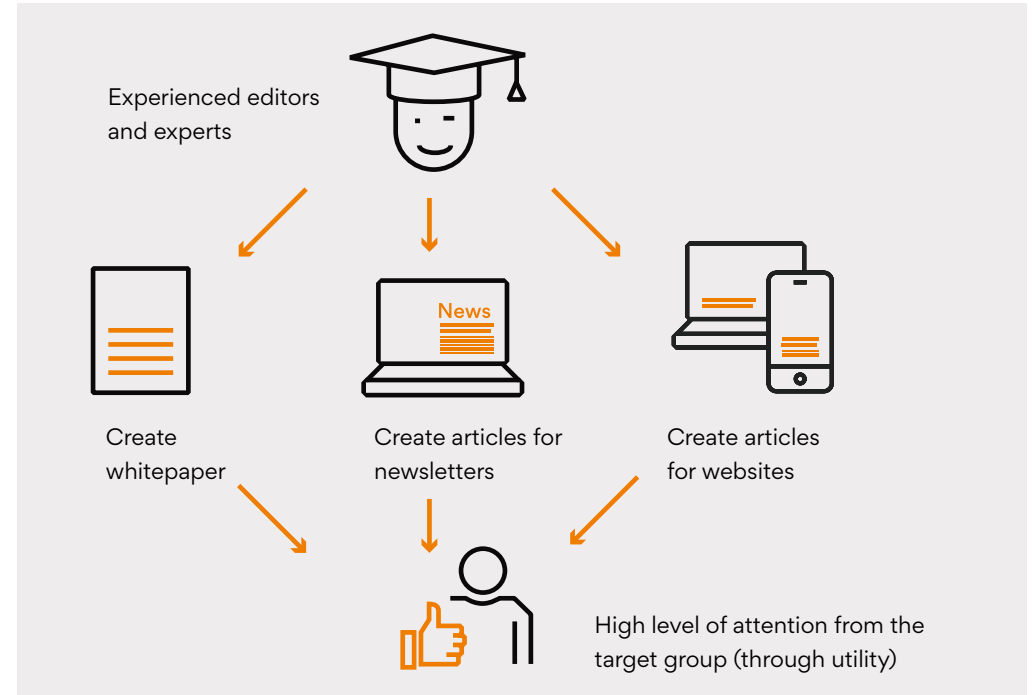 Experienced editors
and experts
News
Create
whitepaper
Create articles for
newsletters
Create articles
for websites
High level of attention from the
target group (through utility)